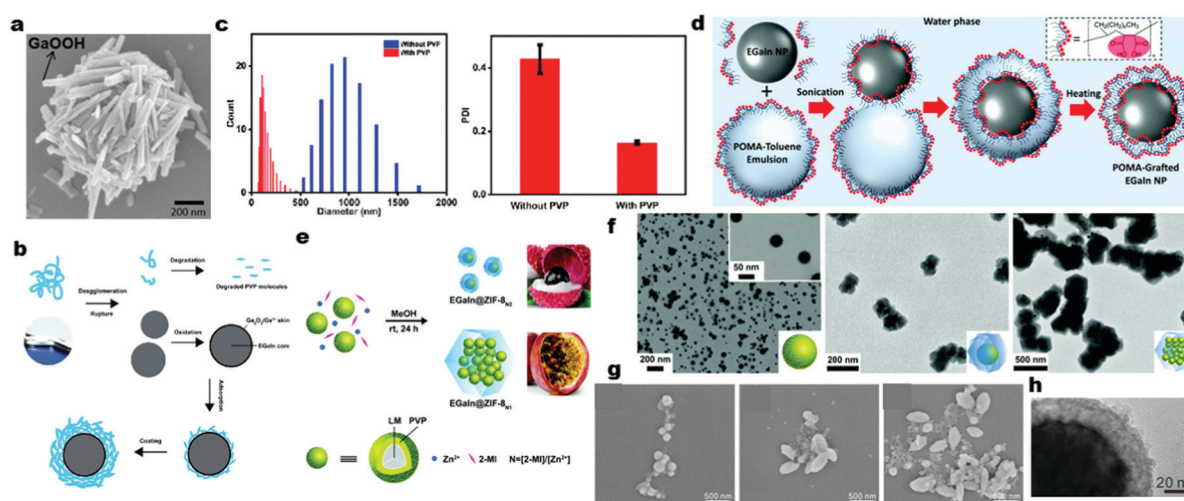 a
GaOOH
200 nm
b
Degradation
Deagglomeration
Rupture
Degraded PVP molecules
Oxidation
Ga₂O₃/Ga³⁺ skin
EGaIn core
Adsorption
Coating
c
Without PVP
With PVP
Count
20
10
0
0 500 1000 1500 2000
Diameter (nm)
PDI
0.4
0.2
0.0
Without PVP With PVP
d
Water phase
EGaIn NP
+
Sonication
POMA-Toluene
Emulsion
Heating
POMA-Grafted
EGaIn NP
e
MeOH
rt, 24 h
EGaIn@ZIF-8N2
EGaIn@ZIF-8N1
LM PVP
Zn²⁺ 2-MI N=[2-MI]/[Zn²⁺]
f
50 nm
200 nm
200 nm
500 nm
g
500 nm
500 nm
500 nm
h
20 nm